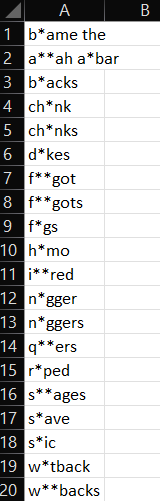 A B
1 b*ame the
2 a**ah a*bar
3 b*acks
4 ch*nk
5 ch*nks
6 d*kes
7 f**got
8 f**gots
9 f*gs
10 h*mo
11 i**red
12 n*gger
13 n*ggers
14 q**ers
15 r*ped
16 s**ages
17 s*ave
18 s*ic
19 w*tback
20 w**backs